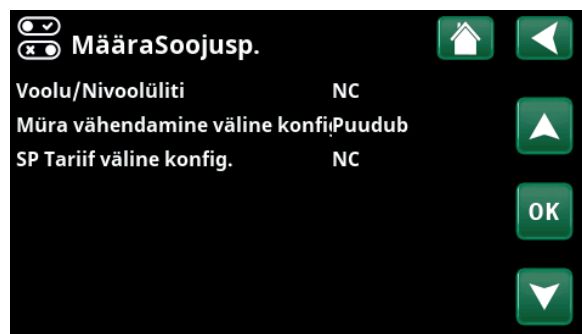 MääraSoojusp.
Voolu/Nivoolüliti NC
Müra vähendamine väline konfi Puudub
SP Tariif väline konfig. NC
OK